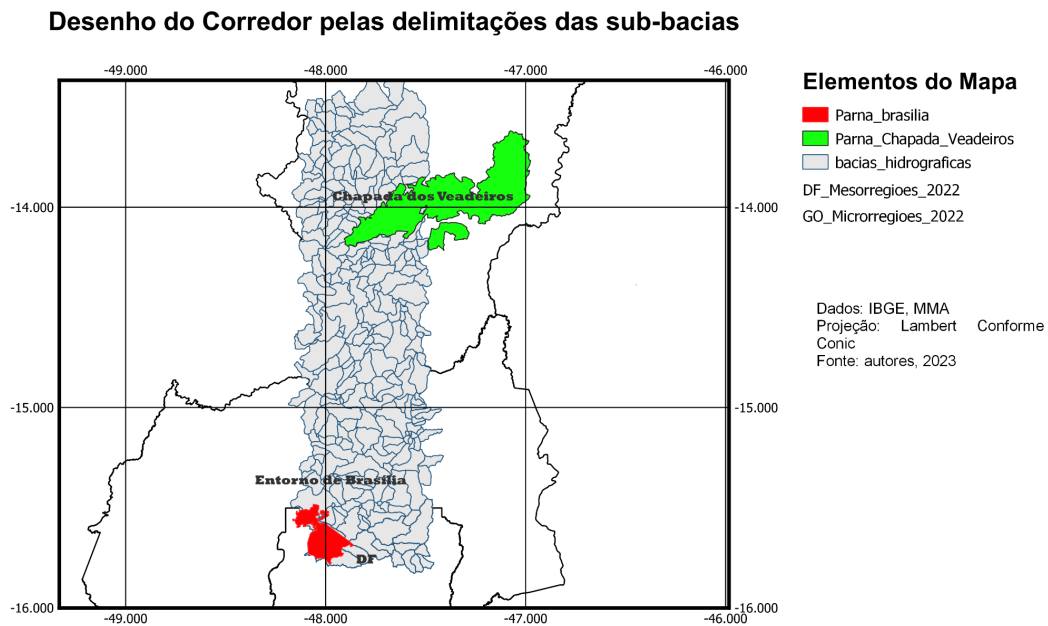 Desenho do Corredor pelas delimitações das sub-bacias
-49.000 -48.000 -47.000 -46.000
Elementos do Mapa
Parna_brasilia
Parna_Chapada_Veadeiros
bacias_hidrograficas
DF_Mesorregioes_2022
GO_Microrregioes_2022
Chapada dos Veadeiros
-14.000 -14.000
Dados: IBGE, MMA
Projeção: Lambert Conforme
Conic
Fonte: autores, 2023
-15.000 -15.000
Entorno de Brasília
DF
-16.000 -16.000
-49.000 -48.000 -47.000 -46.000